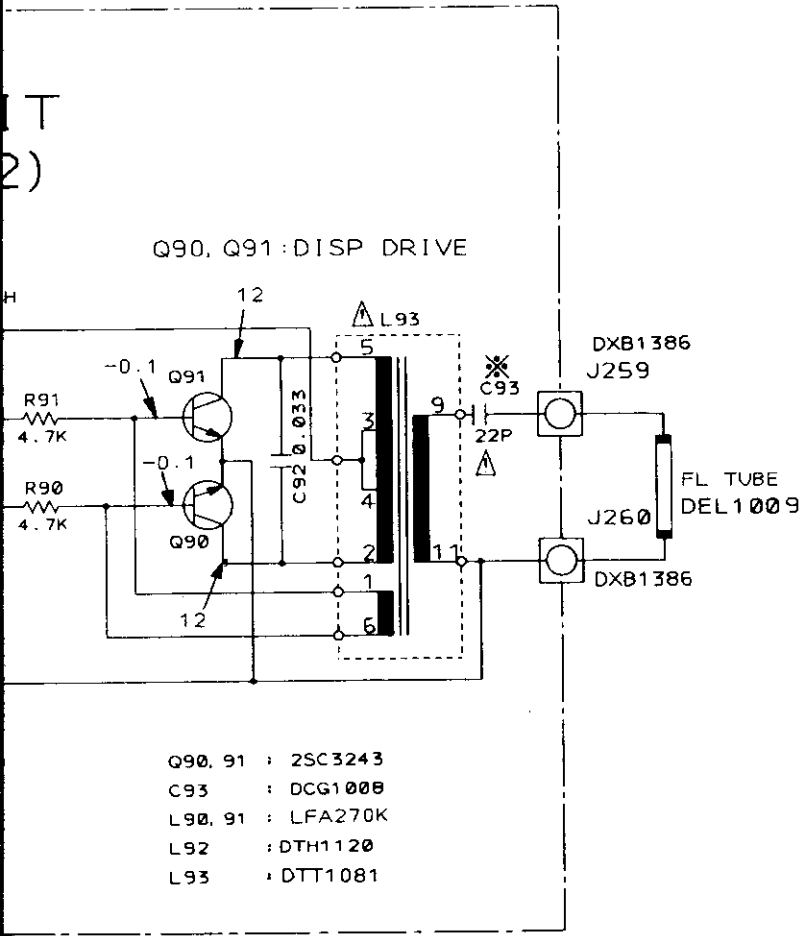 IT
2)
Q90, Q91 : DISP DRIVE
H
12
L93
5
DXB1386
J259
-0.1
Q91
※
C93
R91
4.7K
C92 0.033
3
9
22P
-0.1
4
FL TUBE
DEL1009
R90
4.7K
Q90
J260
2
11
DXB1386
1
12
6
Q90, 91 : 2SC3243
C93 : DCG1008
L90, 91 : LFA270K
L92 : DTH1120
L93 : DTT1081